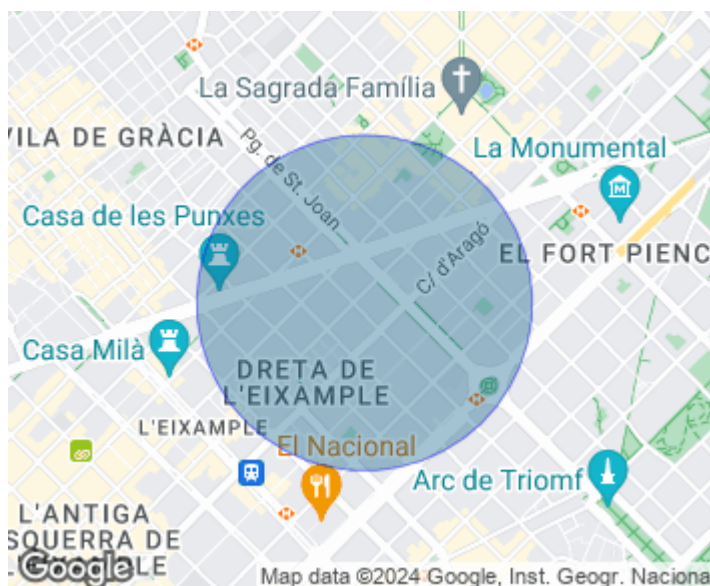 La Sagrada Família
VILA DE GRÀCIA
Pg. de St. Joan
La Monumental
M
Casa de les Punxes
C/ d'Aragó
EL FORT PIENC
Casa Milà
DRETA DE
L'EIXAMPLE
L'EIXAMPLE
El Nacional
Arc de Triomf
L'ANTIGA
SQUERRA DE
L'EIXAMPLE
Google
Map data ©2024 Google, Inst. Geogr. Naciona